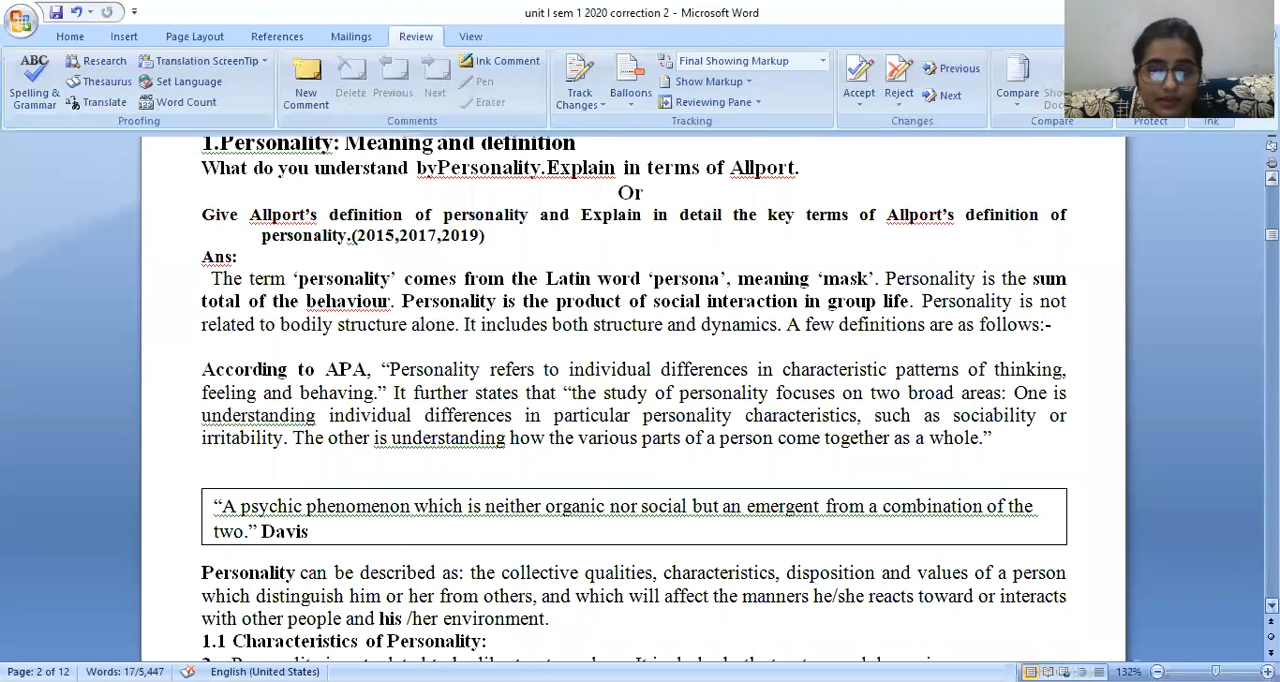 unit I sem 1 2020 correction 2 - Microsoft Word
Home Insert Page Layout References Mailings Review View
ABC Spelling & Grammar Research Thesaurus Translate Translation ScreenTip Set Language Word Count Proofing
New Comment Delete Previous Next Ink Comment Pen Eraser Comments
Track Changes Balloons Final Showing Markup Show Markup Reviewing Pane Tracking
Accept Reject Previous Next Changes
Compare Compare
Protect Ink
1.Personality: Meaning and definition
What do you understand byPersonality.Explain in terms of Allport.
Or
Give Allport's definition of personality and Explain in detail the key terms of Allport's definition of
personality.(2015,2017,2019)
Ans:
The term ‘personality’ comes from the Latin word ‘persona’, meaning ‘mask’. Personality is the sum
total of the behaviour. Personality is the product of social interaction in group life. Personality is not
related to bodily structure alone. It includes both structure and dynamics. A few definitions are as follows:-
According to APA, “Personality refers to individual differences in characteristic patterns of thinking,
feeling and behaving.” It further states that “the study of personality focuses on two broad areas: One is
understanding individual differences in particular personality characteristics, such as sociability or
irritability. The other is understanding how the various parts of a person come together as a whole.”
“A psychic phenomenon which is neither organic nor social but an emergent from a combination of the
two.” Davis
Personality can be described as: the collective qualities, characteristics, disposition and values of a person
which distinguish him or her from others, and which will affect the manners he/she reacts toward or interacts
with other people and his /her environment.
1.1 Characteristics of Personality:
Page: 2 of 12 Words: 17/5,447 English (United States) 132%